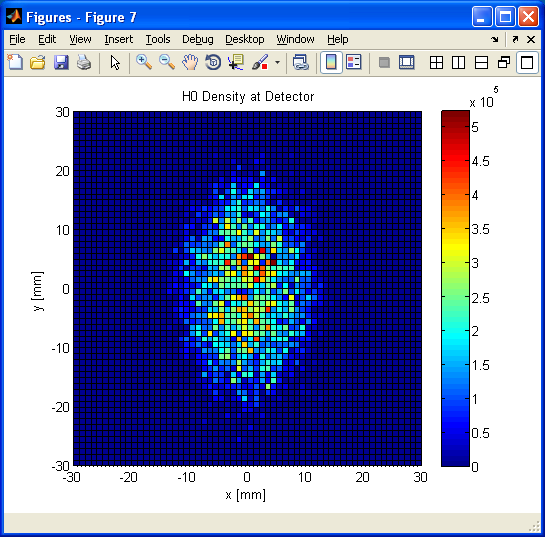 Figures - Figure 7
File Edit View Insert Tools Debug Desktop Window Help
H0 Density at Detector
x 10^5
30
20
10
0
-10
-20
-30
y [mm]
-30 -20 -10 0 10 20 30
x [mm]
5
4.5
4
3.5
3
2.5
2
1.5
1
0.5
0